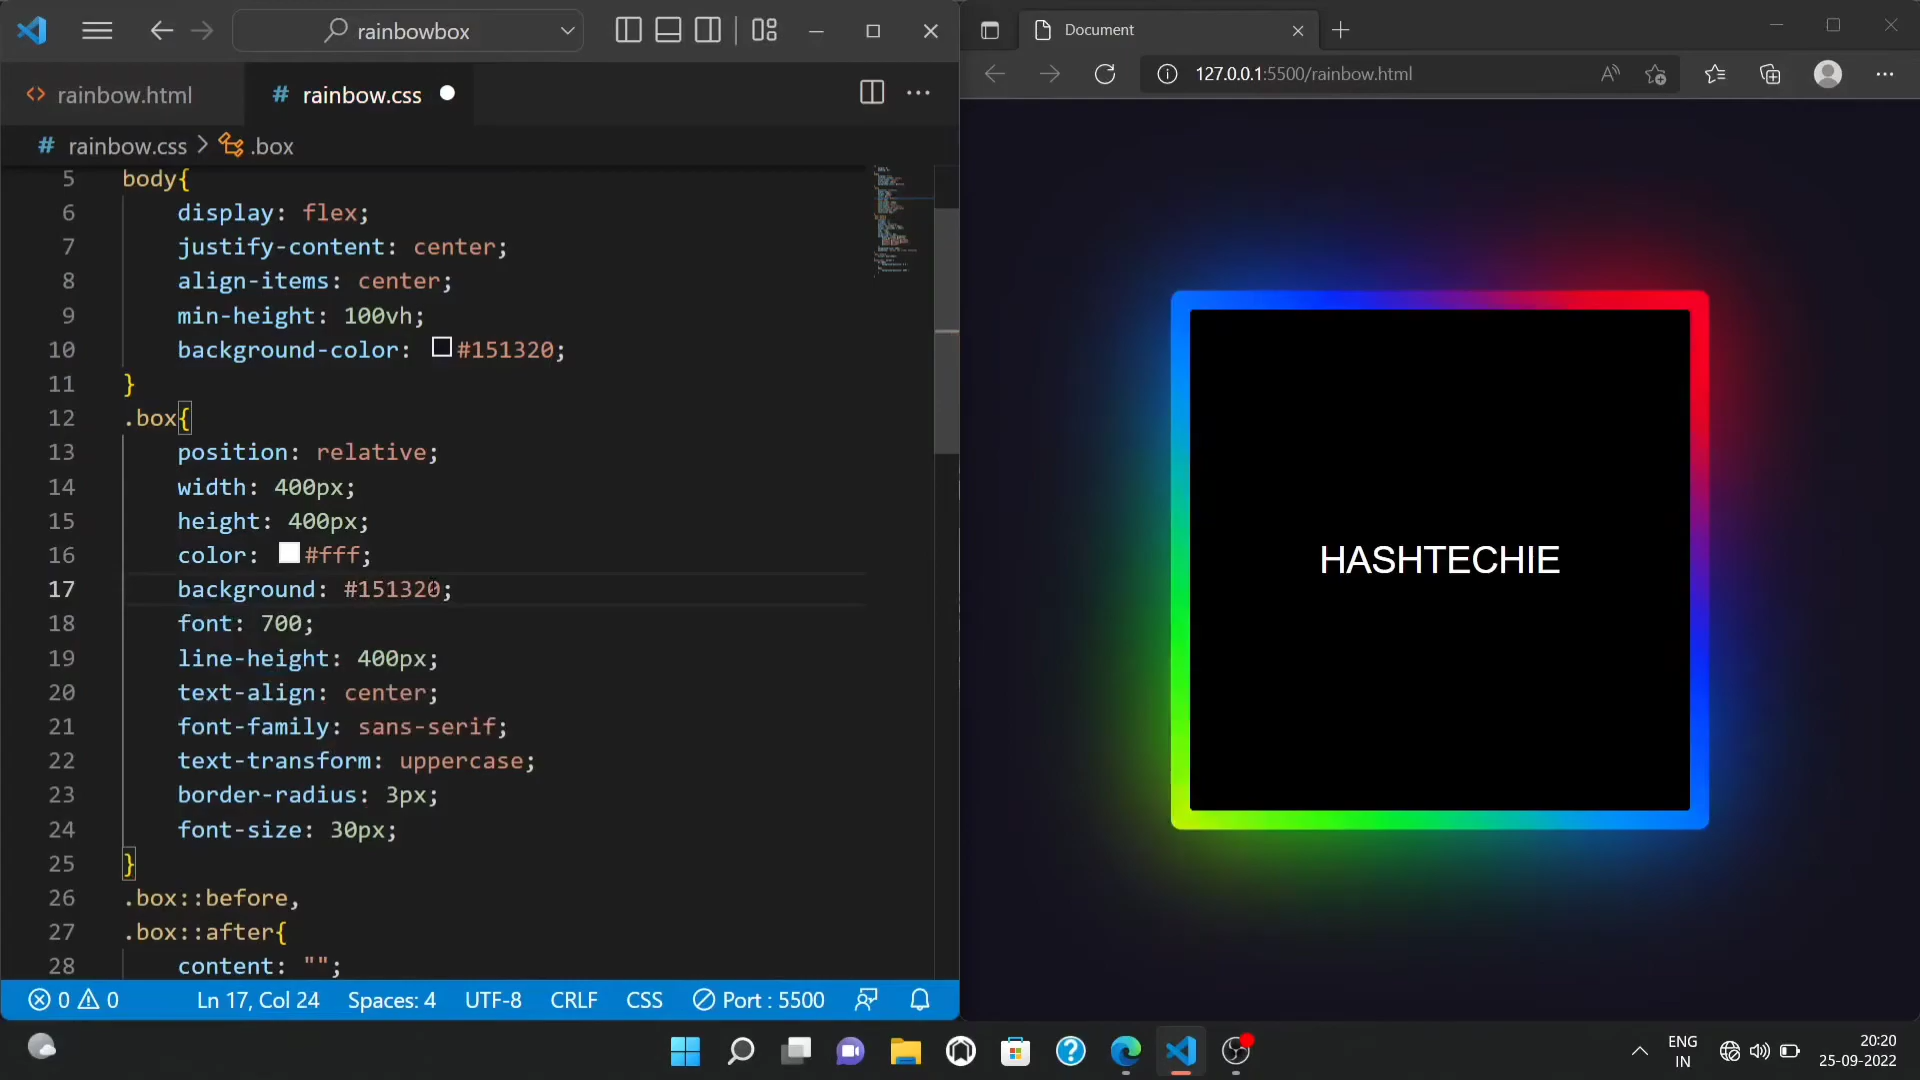 rainbowbox
rainbow.html
# rainbow.css
# rainbow.css > .box
5 body{
6 display: flex;
7 justify-content: center;
8 align-items: center;
9 min-height: 100vh;
10 background-color: #151320;
11 }
12 .box{
13 position: relative;
14 width: 400px;
15 height: 400px;
16 color: #fff;
17 background: #151320;
18 font: 700;
19 line-height: 400px;
20 text-align: center;
21 font-family: sans-serif;
22 text-transform: uppercase;
23 border-radius: 3px;
24 font-size: 30px;
25 }
26 .box::before,
27 .box::after{
28 content: "";
0 0 Ln 17, Col 24 Spaces: 4 UTF-8 CRLF CSS Port : 5500
Document
127.0.0.1:5500/rainbow.html
HASHTECHIE
ENG
IN
20:20
25-09-2022